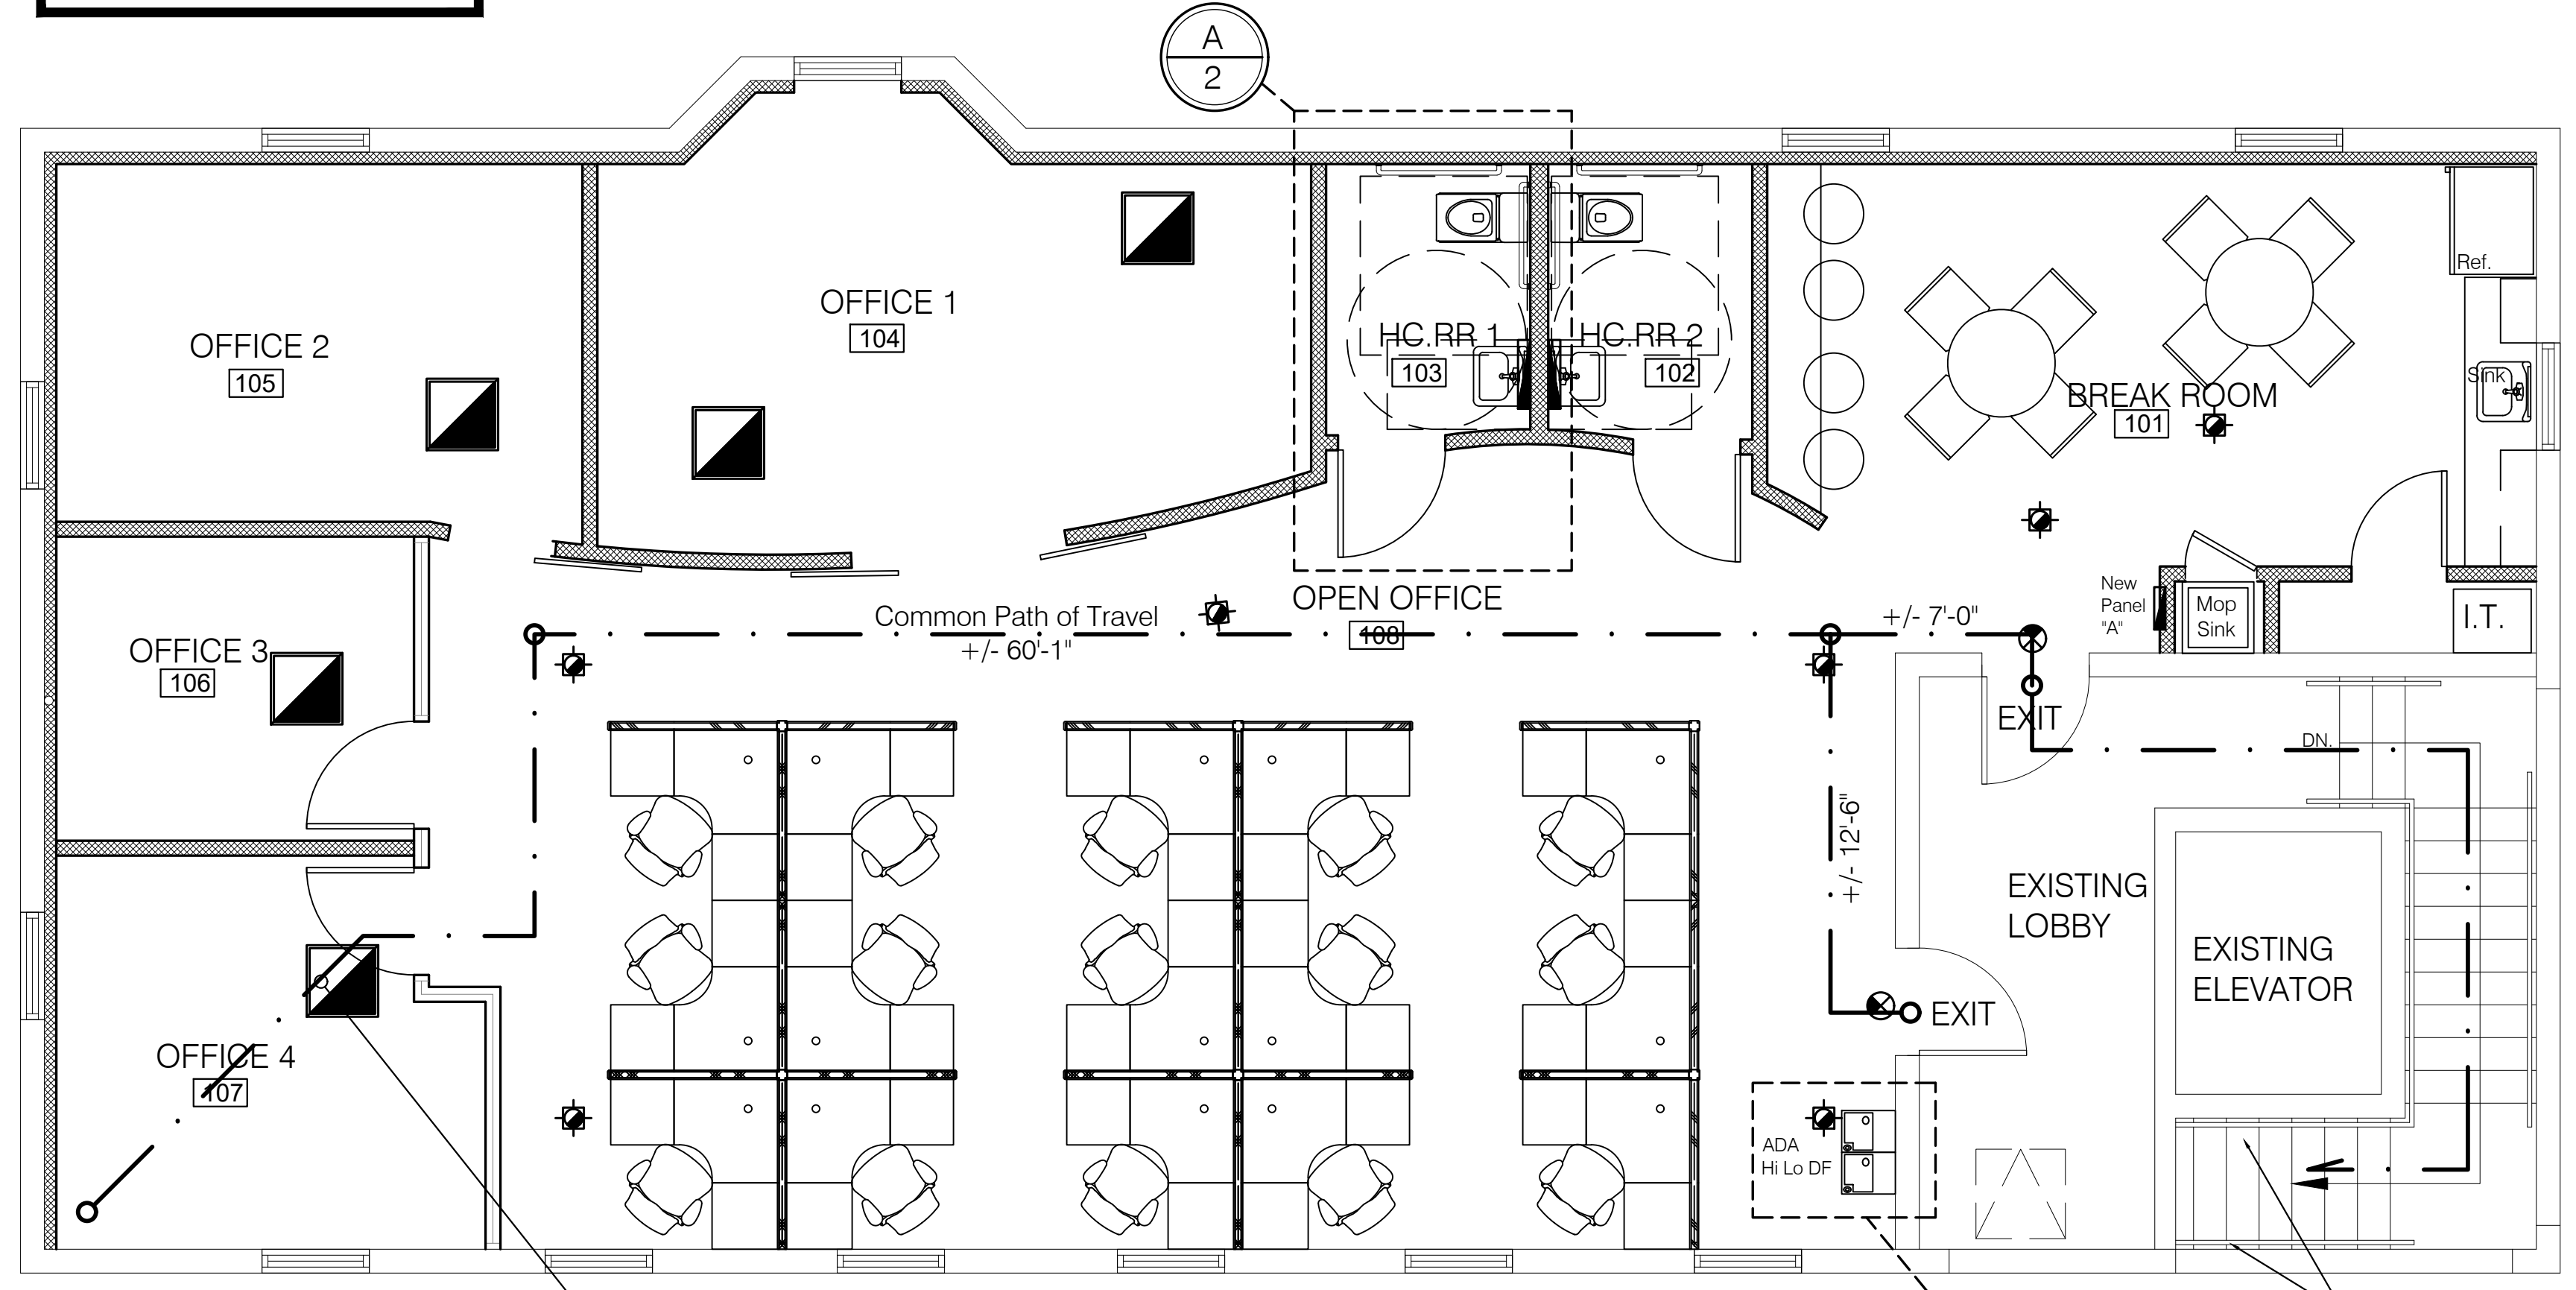 A
2
OFFICE 1
104
OFFICE 2
105
HC.RR 1
103
HC.RR 2
102
Ref.
Sink
BREAK ROOM
101
New
Panel
"A"
Mop
Sink
I.T.
OPEN OFFICE
108
Common Path of Travel
+/- 60'-1"
+/- 7'-0"
OFFICE 3
106
EXIT
DN.
+/- 12'-6"
EXISTING
LOBBY
EXISTING
ELEVATOR
EXIT
OFFICE 4
107
ADA
Hi Lo DF